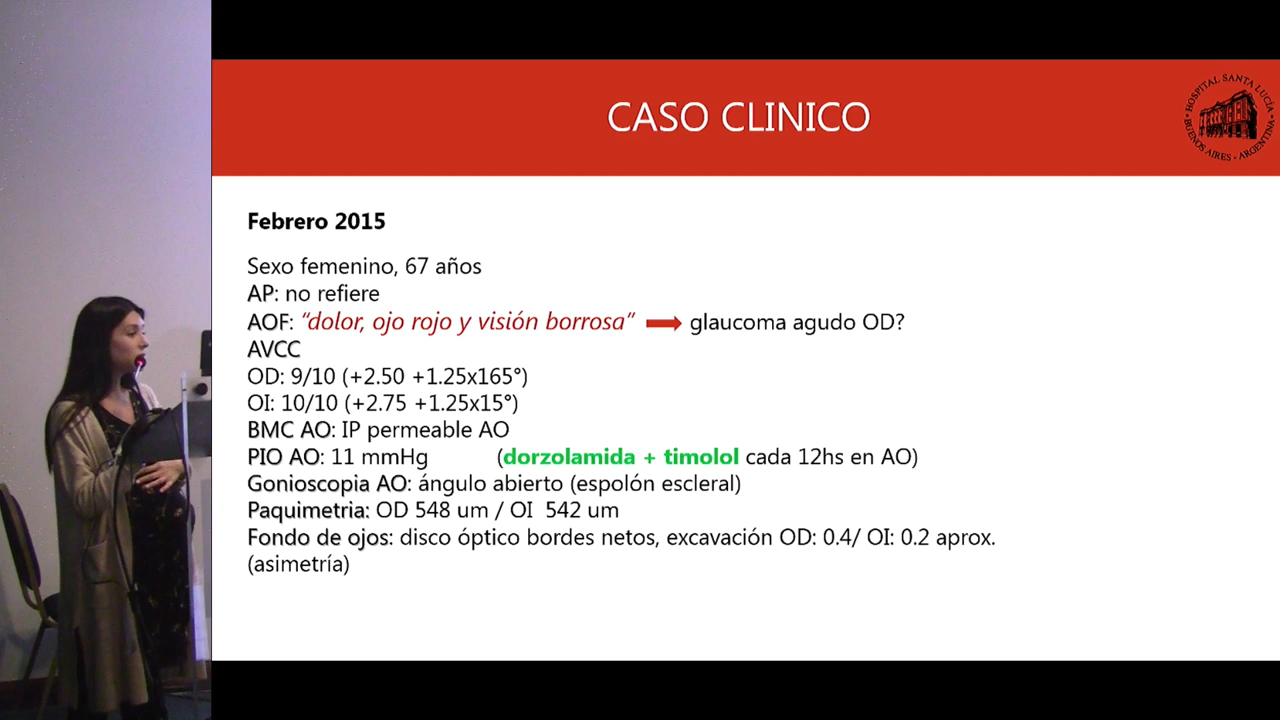 CASO CLINICO
HOSPITAL SANTA LUCÍA
BUENOS AIRES - ARGENTINA
Febrero 2015
Sexo femenino, 67 años
AP: no refiere
AOF: “dolor, ojo rojo y visión borrosa” glaucoma agudo OD?
AVCC
OD: 9/10 (+2.50 +1.25x165°)
OI: 10/10 (+2.75 +1.25x15°)
BMC AO: IP permeable AO
PIO AO: 11 mmHg (dorzolamida + timolol cada 12hs en AO)
Gonioscopia AO: ángulo abierto (espolón escleral)
Paquimetria: OD 548 um / OI 542 um
Fondo de ojos: disco óptico bordes netos, excavación OD: 0.4/ OI: 0.2 aprox.
(asimetría)